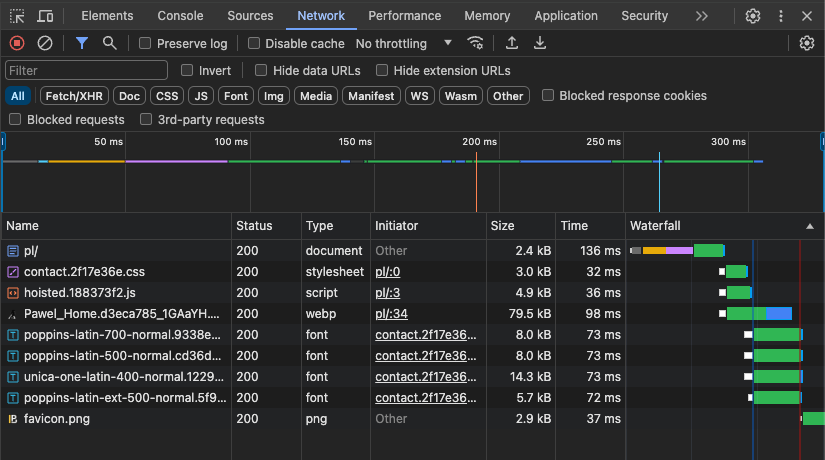 Elements Console Sources Network Performance Memory Application Security
Preserve log Disable cache No throttling
Filter Invert Hide data URLs Hide extension URLs
All Fetch/XHR Doc CSS JS Font Img Media Manifest WS Wasm Other Blocked response cookies
Blocked requests 3rd-party requests
50 ms 100 ms 150 ms 200 ms 250 ms 300 ms
Name Status Type Initiator Size Time Waterfall
pl/ 200 document Other 2.4 kB 136 ms
contact.2f17e36e.css 200 stylesheet pl/:0 3.0 kB 32 ms
hoisted.188373f2.js 200 script pl/:3 4.9 kB 36 ms
Pawel_Home.d3eca785_1GAaYH.... 200 webp pl/:34 79.5 kB 98 ms
poppins-latin-700-normal.9338e... 200 font contact.2f17e36... 8.0 kB 73 ms
poppins-latin-500-normal.cd36d... 200 font contact.2f17e36... 8.0 kB 73 ms
unica-one-latin-400-normal.1229... 200 font contact.2f17e36... 14.3 kB 73 ms
poppins-latin-ext-500-normal.5f9... 200 font contact.2f17e36... 5.7 kB 72 ms
favicon.png 200 png Other 2.9 kB 37 ms